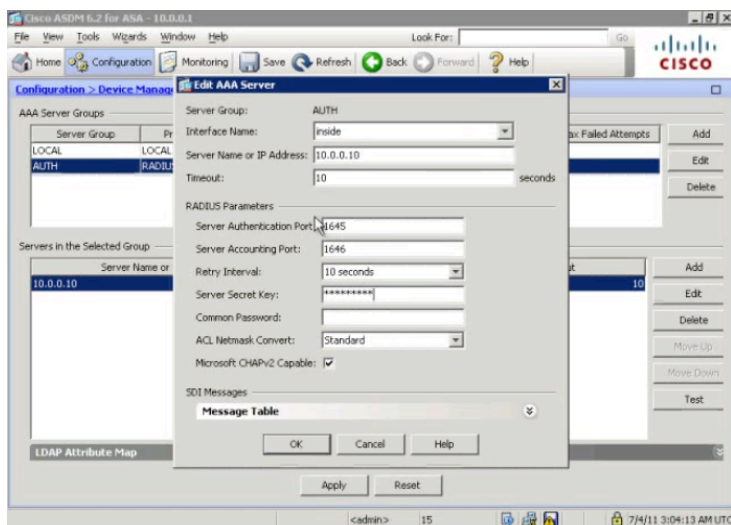 Cisco ASDM 6.2 for ASA - 10.0.0.1
File View Tools Wizards Window Help Look For: Go
Home Configuration Monitoring Save Refresh Back Forward Help
CISCO
Configuration > Device Manag
Edit AAA Server
AAA Server Groups
Server Group Pr ax Failed Attempts
LOCAL LOCAL
AUTH RADIUS
Add
Edit
Delete
Server Group: AUTH
Interface Name: inside
Server Name or IP Address: 10.0.0.10
Timeout: 10 seconds
RADIUS Parameters
Server Authentication Port: 1645
Server Accounting Port: 1646
Retry Interval: 10 seconds
Server Secret Key: *********
Common Password:
ACL Netmask Convert: Standard
Microsoft CHAPv2 Capable:
SDI Messages
Message Table
OK Cancel Help
Servers in the Selected Group
Server Name or ut
10.0.0.10 10
Add
Edit
Delete
Move Up
Move Down
Test
LDAP Attribute Map
Apply Reset
<admin> 15 7/4/11 3:04:13 AM UTC